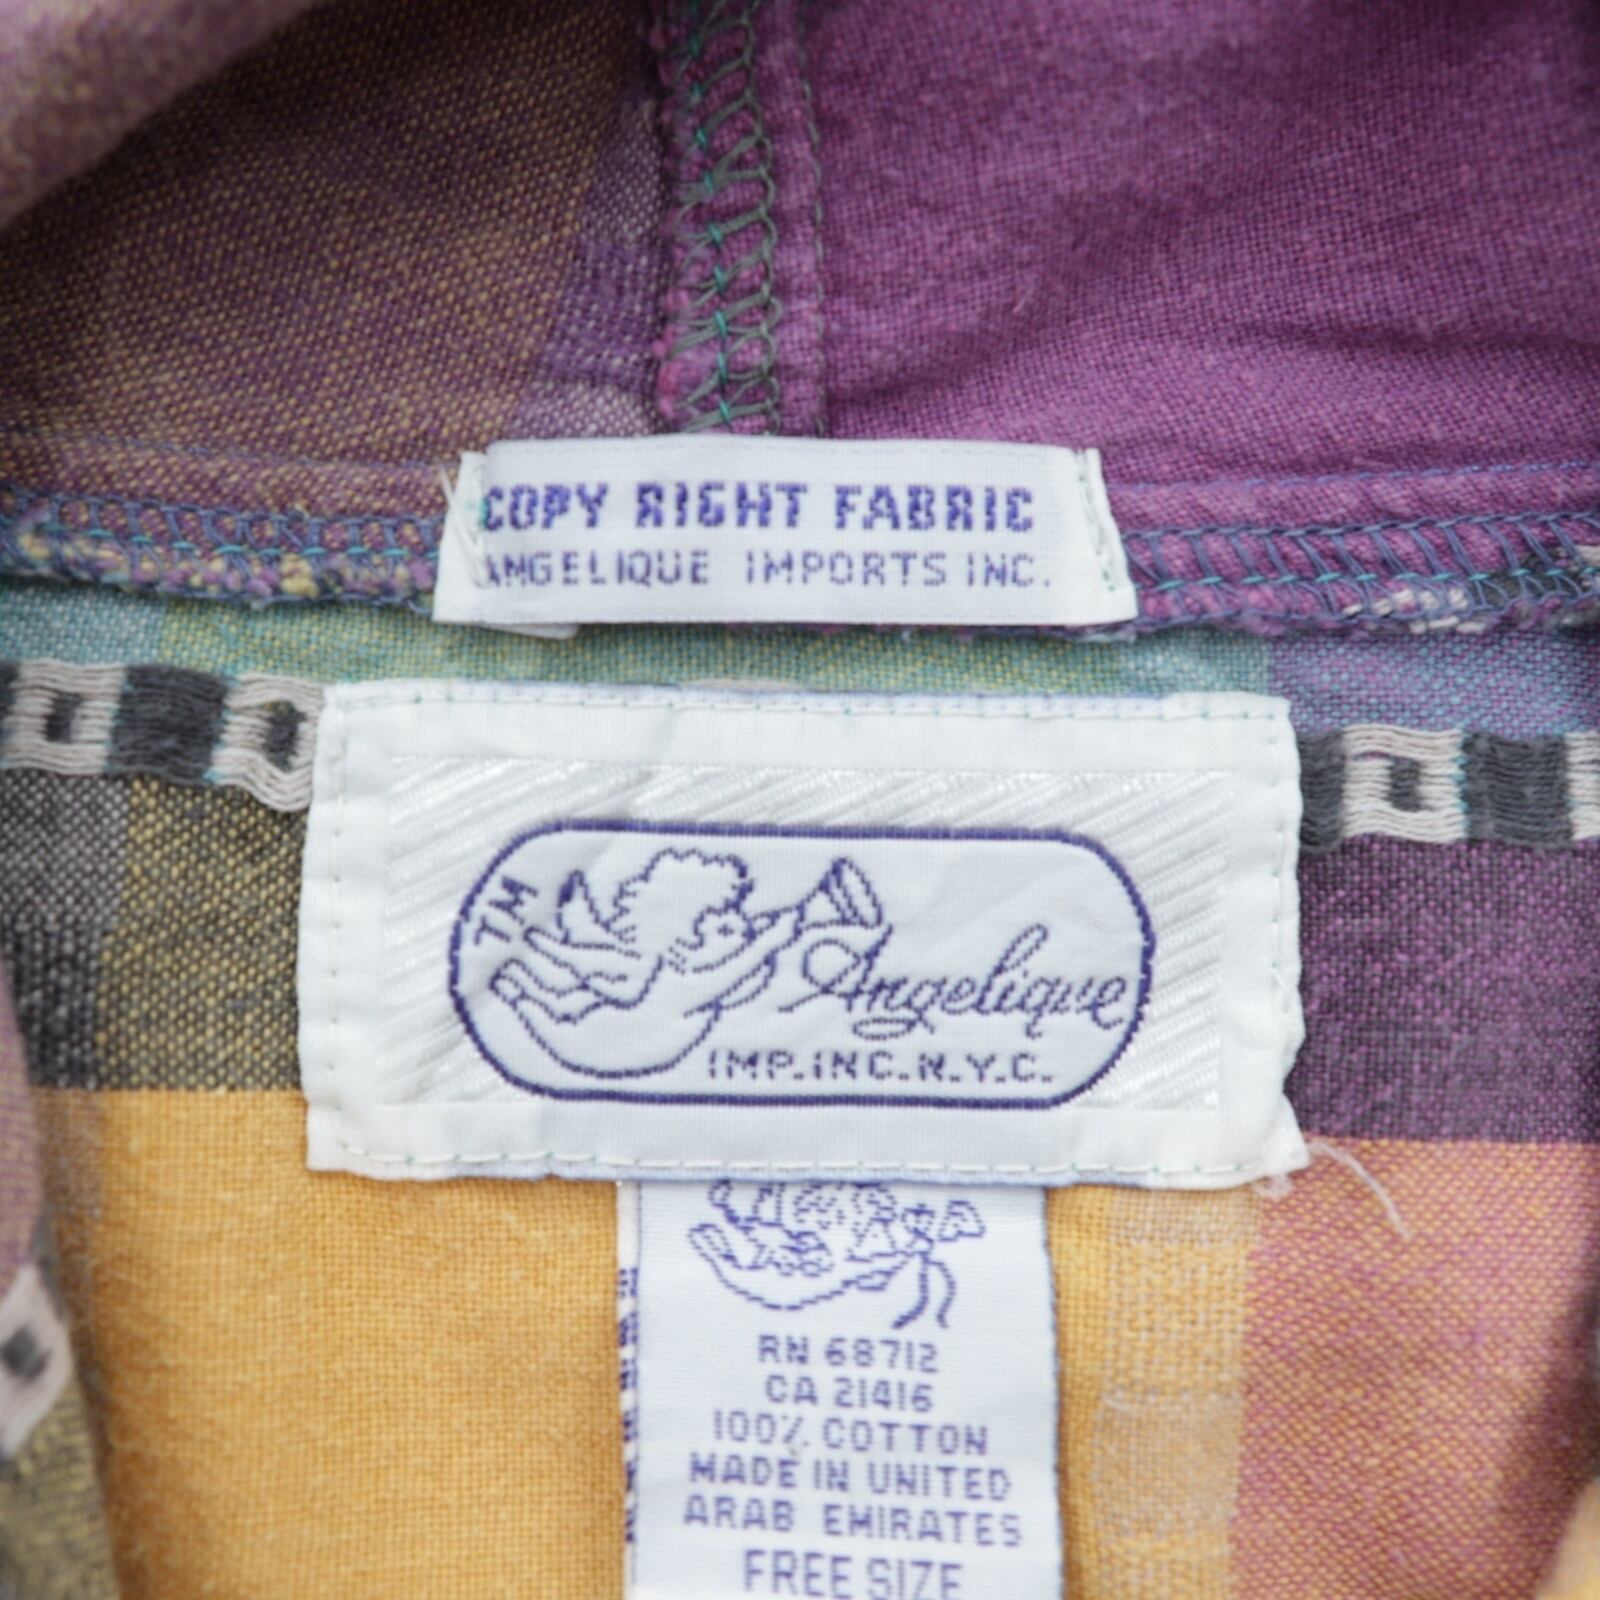 COPY RIGHT FABRIC
ANGELIQUE IMPORTS INC.
TM
Angelique
IMP.INC.N.Y.C.
RN 68712
CA 21416
100% COTTON
MADE IN UNITED
ARAB EMIRATES
FREE SIZE